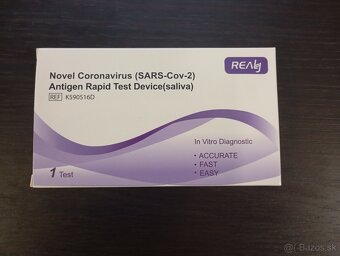 REALY
Novel Coronavirus (SARS-Cov-2)
Antigen Rapid Test Device(saliva)
REF K590516D
In Vitro Diagnostic
• ACCURATE
• FAST
• EASY
1 Test
Bazos.sk